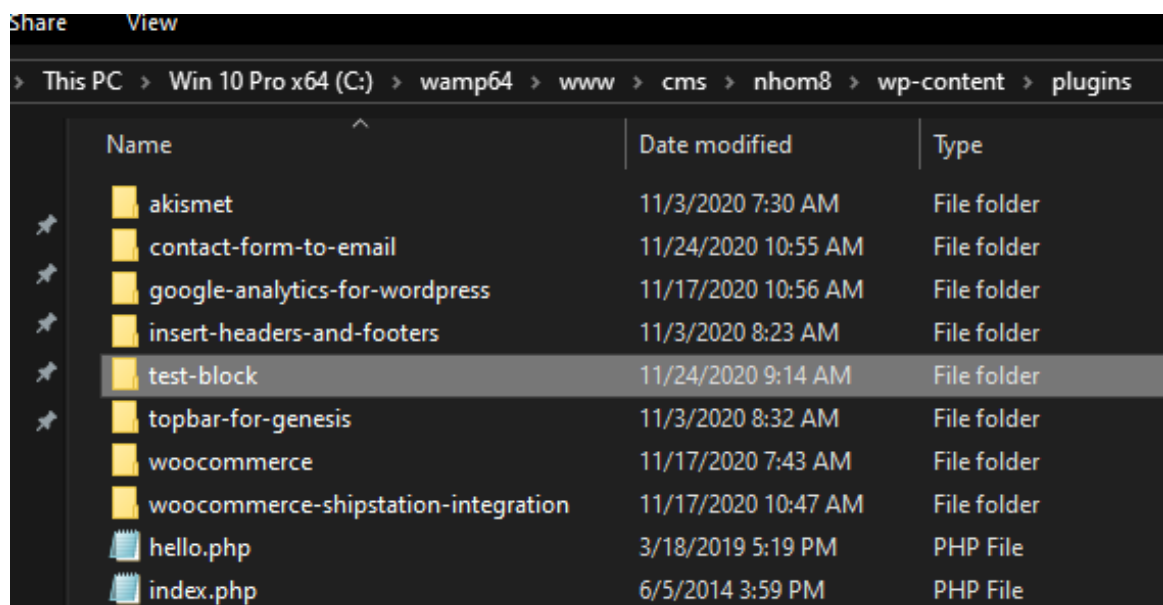 Share View
> This PC > Win 10 Pro x64 (C:) > wamp64 > www > cms > nhom8 > wp-content > plugins
Name Date modified Type
akismet 11/3/2020 7:30 AM File folder
contact-form-to-email 11/24/2020 10:55 AM File folder
google-analytics-for-wordpress 11/17/2020 10:56 AM File folder
insert-headers-and-footers 11/3/2020 8:23 AM File folder
test-block 11/24/2020 9:14 AM File folder
topbar-for-genesis 11/3/2020 8:32 AM File folder
woocommerce 11/17/2020 7:43 AM File folder
woocommerce-shipstation-integration 11/17/2020 10:47 AM File folder
hello.php 3/18/2019 5:19 PM PHP File
index.php 6/5/2014 3:59 PM PHP File